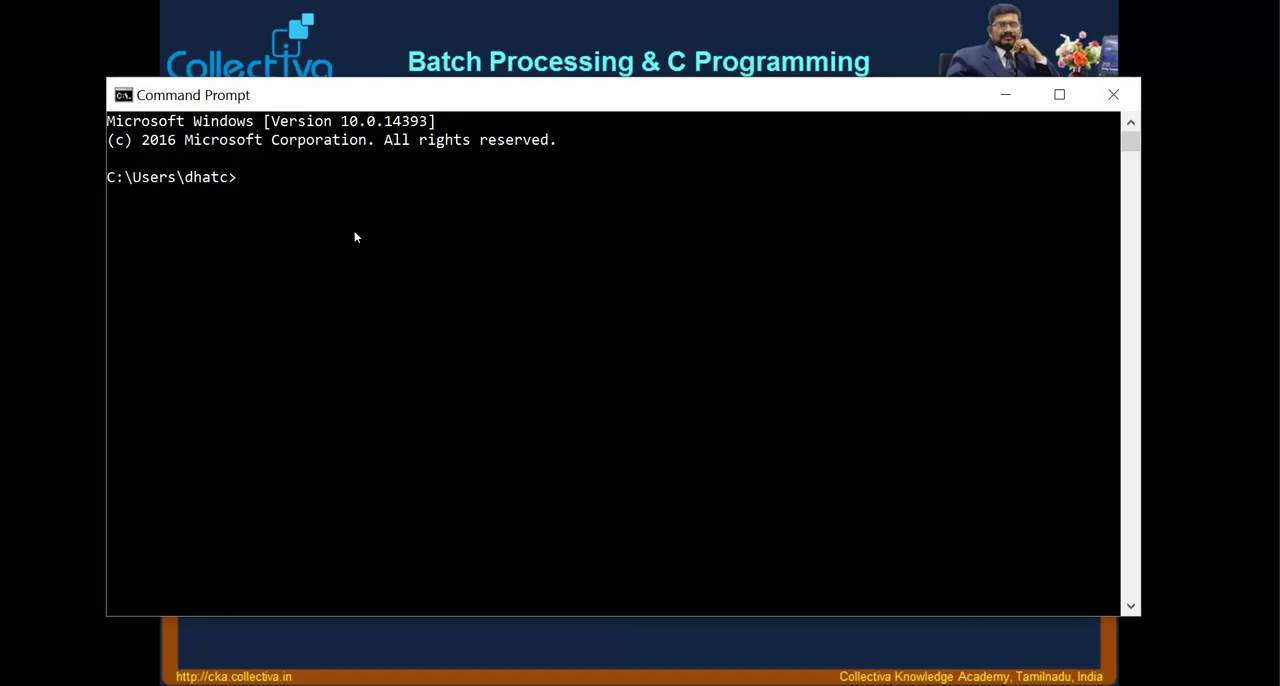 Collectiva
Batch Processing & C Programming
Command Prompt
Microsoft Windows [Version 10.0.14393]
(c) 2016 Microsoft Corporation. All rights reserved.
C:\Users\dhatc>
http://cka.collectiva.in
Collectiva Knowledge Academy, Tamilnadu, India